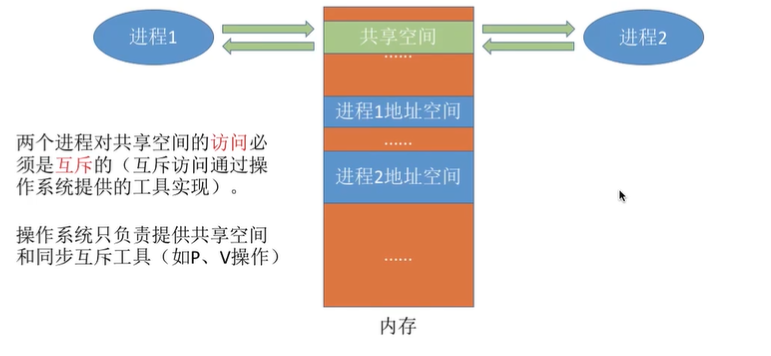 进程1
共享空间
进程2
......
进程1地址空间
......
进程2地址空间
......
两个进程对共享空间的访问必
须是互斥的（互斥访问通过操
作系统提供的工具实现）。
操作系统只负责提供共享空间
和同步互斥工具（如P、V操作）
内存